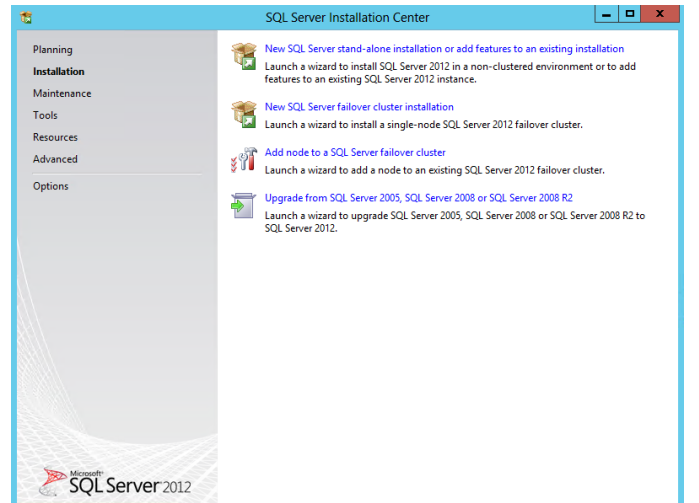 SQL Server Installation Center
x
Planning
Installation
Maintenance
Tools
Resources
Advanced
Options
New SQL Server stand-alone installation or add features to an existing installation
Launch a wizard to install SQL Server 2012 in a non-clustered environment or to add
features to an existing SQL Server 2012 instance.
New SQL Server failover cluster installation
Launch a wizard to install a single-node SQL Server 2012 failover cluster.
Add node to a SQL Server failover cluster
Launch a wizard to add a node to an existing SQL Server 2012 failover cluster.
Upgrade from SQL Server 2005, SQL Server 2008 or SQL Server 2008 R2
Launch a wizard to upgrade SQL Server 2005, SQL Server 2008 or SQL Server 2008 R2 to
SQL Server 2012.
Microsoft®
SQL Server® 2012